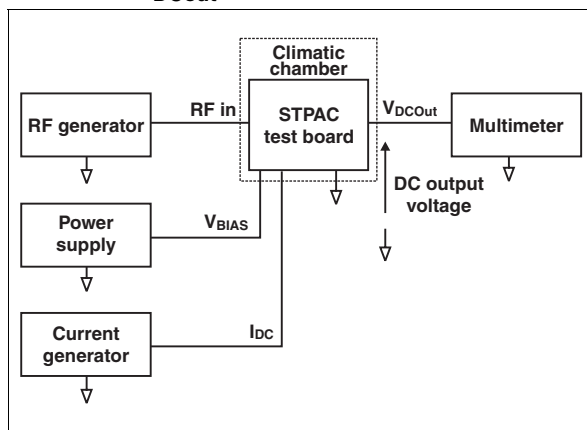 DCout
Climatic
chamber
RF generator
RF in
STPAC
test board
VDCOut
Multimeter
DC output
voltage
Power
supply
VBIAS
Current
generator
IDC